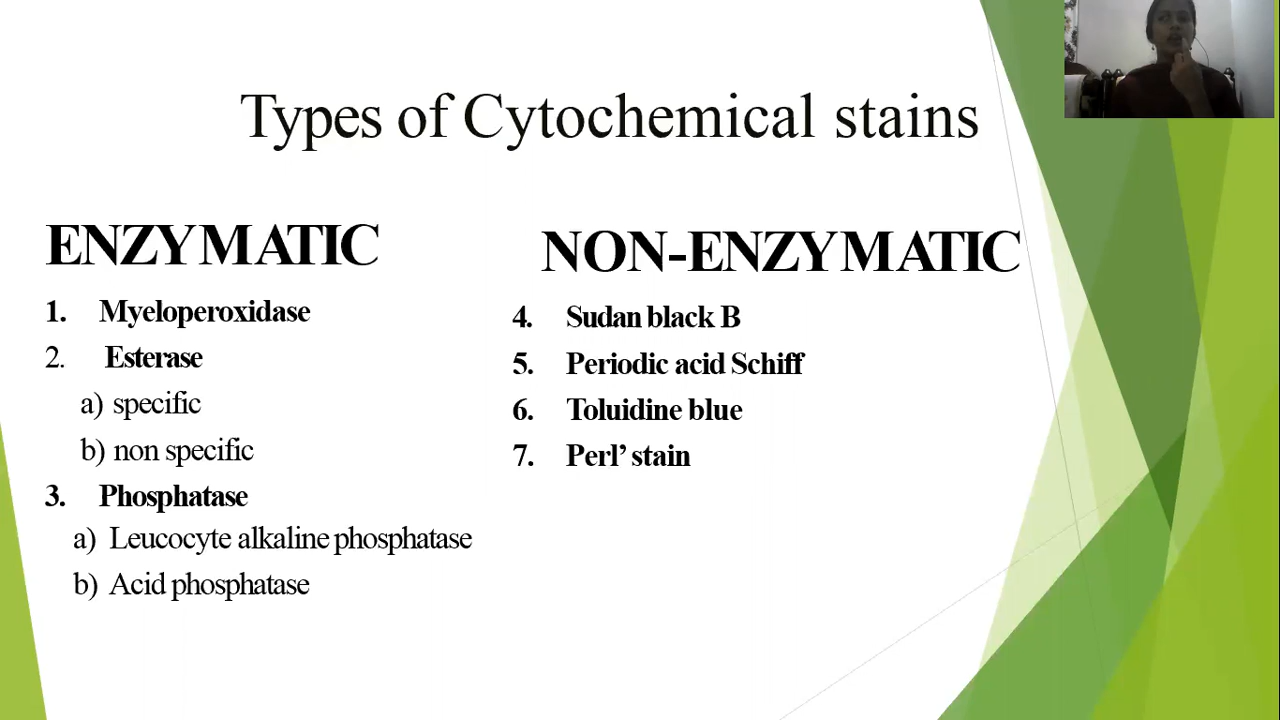 Types of Cytochemical stains
ENZYMATIC
1. Myeloperoxidase
2. Esterase
a) specific
b) non specific
3. Phosphatase
a) Leucocyte alkaline phosphatase
b) Acid phosphatase
NON-ENZYMATIC
4. Sudan black B
5. Periodic acid Schiff
6. Toluidine blue
7. Perl’ stain